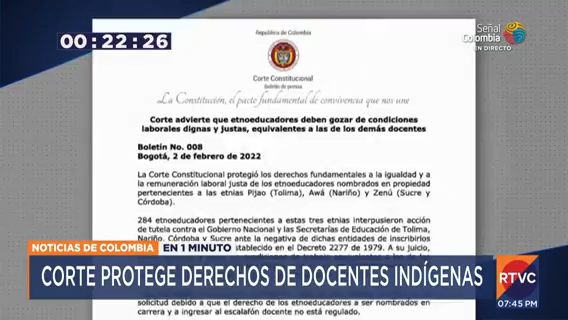 00:22:26
Señal
Colombia
EN DIRECTO
República de Colombia
Corte Constitucional
Boletín de prensa
La Constitución, el pacto fundamental de convivencia que nos une
Corte advierte que etnoeducadores deben gozar de condiciones
laborales dignas y justas, equivalentes a las de los demás docentes
Boletín No. 008
Bogotá, 2 de febrero de 2022
La Corte Constitucional protegió los derechos fundamentales a la igualdad y a
la remuneración laboral justa de los etnoeducadores nombrados en propiedad
pertenecientes a las etnias Pijao (Tolima), Awá (Nariño) y Zenú (Sucre y
Córdoba).
284 etnoeducadores pertenecientes a estas tres etnias interpusieron acción
de tutela contra el Gobierno Nacional y las Secretarías de Educación de Tolima,
Nariño, Córdoba y Sucre ante la negativa de dichas entidades de inscribirlos
stablecido en el Decreto 2277 de 1979. A su juicio,
NOTICIAS DE COLOMBIA
EN 1 MINUTO
CORTE PROTEGE DERECHOS DE DOCENTES INDÍGENAS
RTVC
NOTICIAS
07:45 PM
solicitud debido a que el derecho de los etnoeducadores a ser nombrados en
carrera y a ingresar al escalafón docente no está regulado.